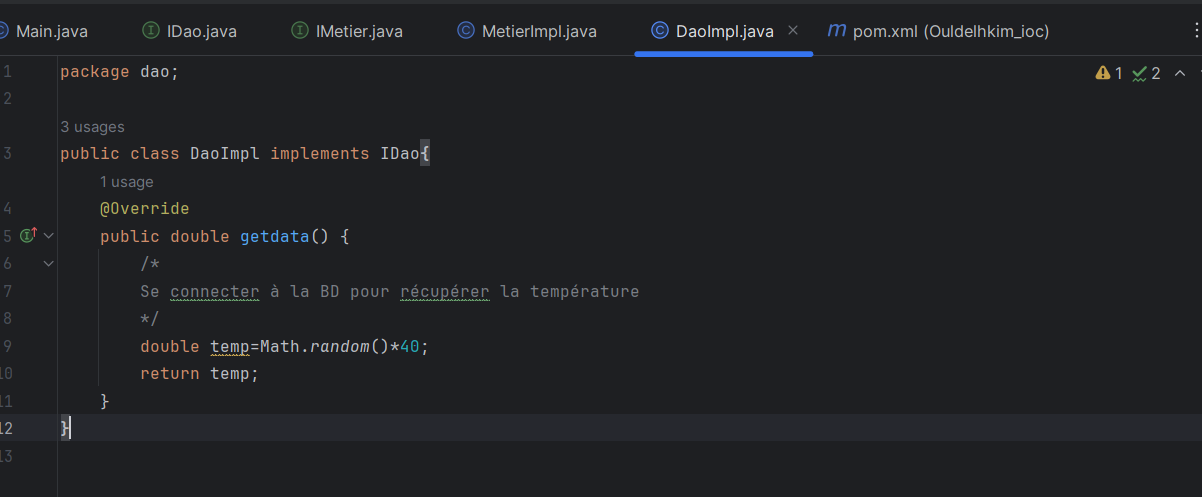 Main.java IDao.java IMetier.java MetierImpl.java DaoImpl.java pom.xml (Ouldelhkim_ioc)
1 package dao; 1 2
2
3 usages
3 public class DaoImpl implements IDao{
1 usage
4 @Override
5 public double getdata() {
6 /*
7 Se connecter à la BD pour récupérer la température
8 */
9 double temp=Math.random()*40;
10 return temp;
11 }
12 }
13